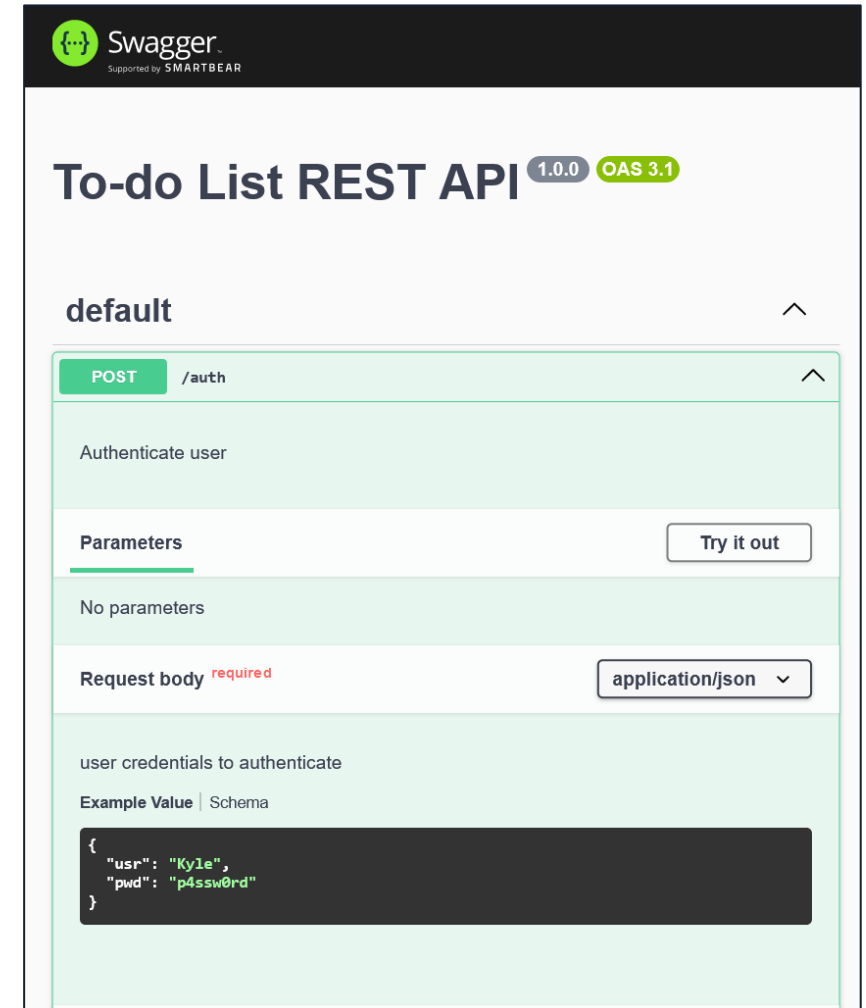 {...} Swagger™
Supported by SMARTBEAR
To-do List REST API 1.0.0 OAS 3.1
default
POST /auth
Authenticate user
Parameters Try it out
No parameters
Request body required application/json
user credentials to authenticate
Example Value | Schema
{
  "usr": "Kyle",
  "pwd": "p4ssw0rd"
}